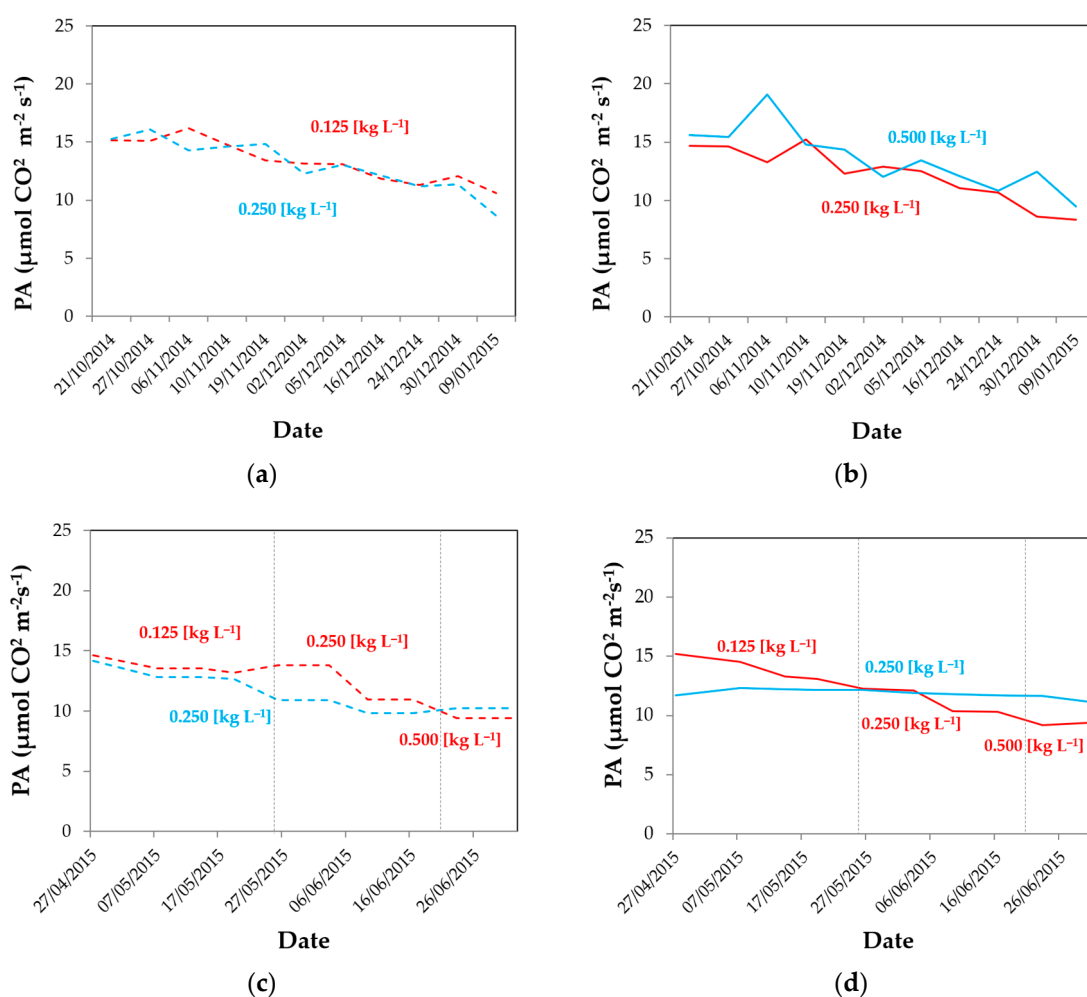 PA (µmol CO² m⁻² s⁻¹)
25
20
15
10
5
0
0.125 [kg L⁻¹]
0.250 [kg L⁻¹]
21/10/2014
27/10/2014
06/11/2014
10/11/2014
19/11/2014
02/12/2014
05/12/2014
16/12/2014
24/12/214
30/12/2014
09/01/2015
Date
(a)
PA (µmol CO² m⁻² s⁻¹)
25
20
15
10
5
0
0.500 [kg L⁻¹]
0.250 [kg L⁻¹]
21/10/2014
27/10/2014
06/11/2014
10/11/2014
19/11/2014
02/12/2014
05/12/2014
16/12/2014
24/12/214
30/12/2014
09/01/2015
Date
(b)
PA (µmol CO² m⁻²s⁻¹)
25
20
15
10
5
0
0.125 [kg L⁻¹]
0.250 [kg L⁻¹]
0.250 [kg L⁻¹]
0.500 [kg L⁻¹]
27/04/2015
07/05/2015
17/05/2015
27/05/2015
06/06/2015
16/06/2015
26/06/2015
Date
(c)
PA (µmol CO² m⁻²s⁻¹)
25
20
15
10
5
0
0.125 [kg L⁻¹]
0.250 [kg L⁻¹]
0.250 [kg L⁻¹]
0.500 [kg L⁻¹]
27/04/2015
07/05/2015
17/05/2015
27/05/2015
06/06/2015
16/06/2015
26/06/2015
Date
(d)